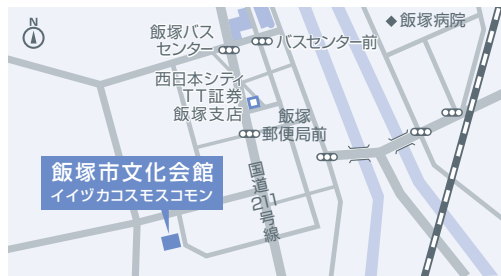 N
飯塚バス
センター
バスセンター前
飯塚病院
西日本シティ
TT証券
飯塚支店
飯塚
郵便局前
飯塚市文化会館
イイヅカコスモスコモン
国道211号線